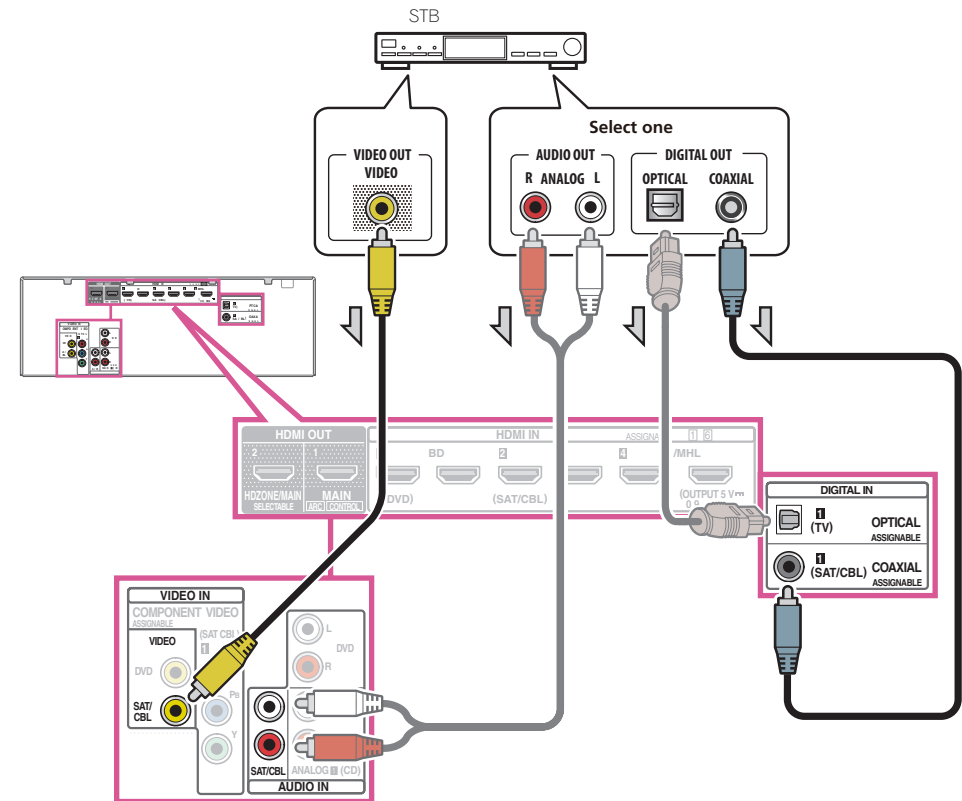 STB
Select one
VIDEO OUT
VIDEO
AUDIO OUT
R ANALOG L
DIGITAL OUT
OPTICAL COAXIAL
HDMI OUT
2 1
HDZONE/MAIN
SELECTABLE
MAIN
ARC CONTROL
HDMI IN
1 6
BD 2 4 /MHL
DVD)
(SAT/CBL)
(OUTPUT 5 V
DIGITAL IN
1
(TV)
OPTICAL
ASSIGNABLE
1
(SAT/CBL)
COAXIAL
ASSIGNABLE
VIDEO IN
COMPONENT VIDEO
ASSIGNABLE
VIDEO
(SAT CBL)
1
DVD
SAT/
CBL
PB
Y
L
DVD
R
SAT/CBL
ANALOG 1 (CD)
AUDIO IN